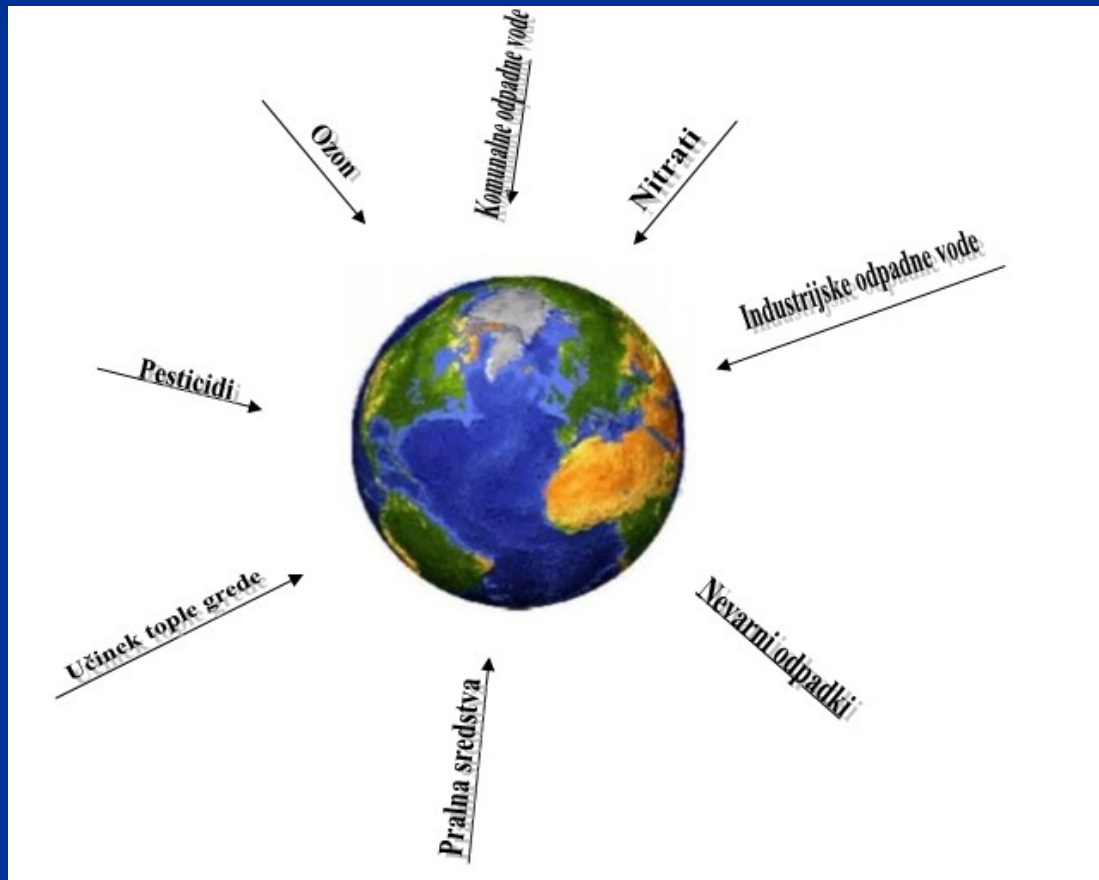 Komunalne odpadne vode
Ozon
Nitrati
Industrijske odpadne vode
Pesticidi
Učinek tople grede
Nevarni odpadki
Pralna sredstva